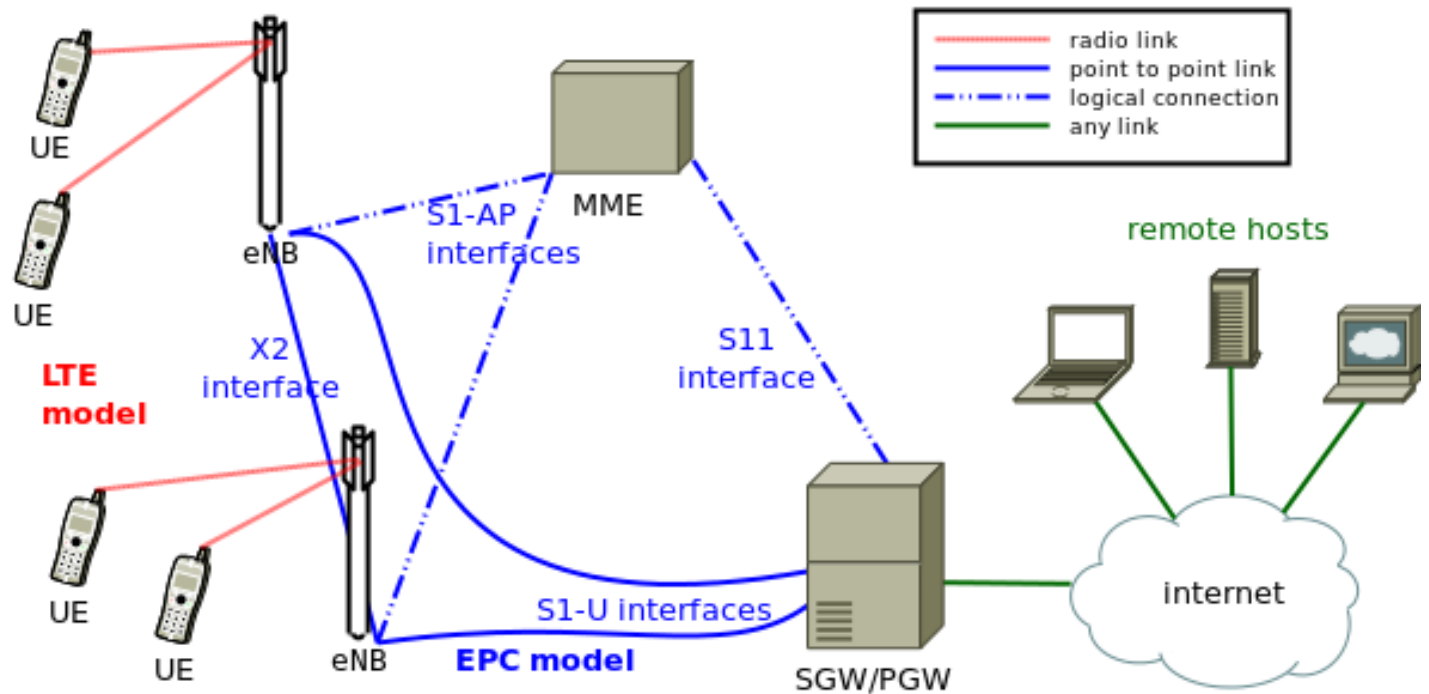 radio link
point to point link
logical connection
any link
UE
UE
eNB
MME
S1-AP
interfaces
X2
interface
S11
interface
remote hosts
LTE
model
UE
UE
eNB
S1-U interfaces
EPC model
SGW/PGW
internet